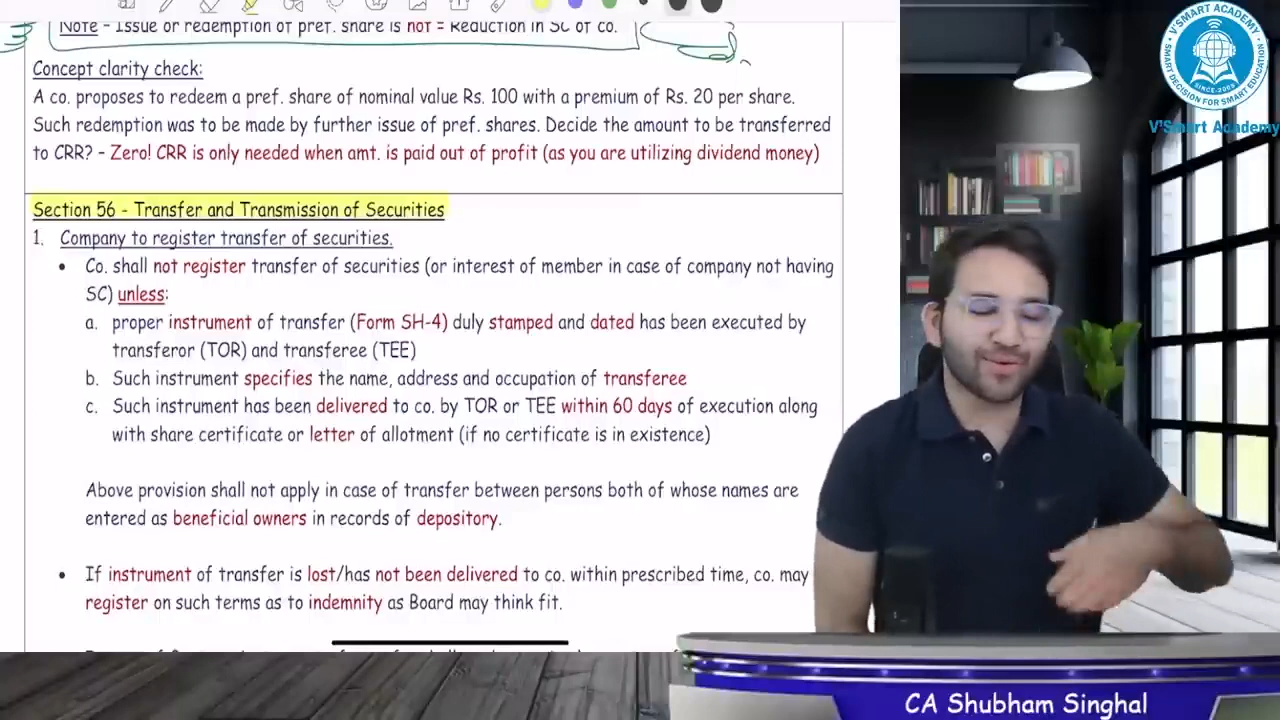 Note - Issue or redemption of pref. share is not = Reduction in SC of co.
Concept clarity check:
A co. proposes to redeem a pref. share of nominal value Rs. 100 with a premium of Rs. 20 per share.
Such redemption was to be made by further issue of pref. shares. Decide the amount to be transferred
to CRR? - Zero! CRR is only needed when amt. is paid out of profit (as you are utilizing dividend money)
Section 56 - Transfer and Transmission of Securities
1. Company to register transfer of securities.
• Co. shall not register transfer of securities (or interest of member in case of company not having
SC) unless:
a. proper instrument of transfer (Form SH-4) duly stamped and dated has been executed by
transferor (TOR) and transferee (TEE)
b. Such instrument specifies the name, address and occupation of transferee
c. Such instrument has been delivered to co. by TOR or TEE within 60 days of execution along
with share certificate or letter of allotment (if no certificate is in existence)
Above provision shall not apply in case of transfer between persons both of whose names are
entered as beneficial owners in records of depository.
• If instrument of transfer is lost/has not been delivered to co. within prescribed time, co. may
register on such terms as to indemnity as Board may think fit.
V'SMART ACADEMY
SINCE-2005
SMART DECISION FOR SMART EDUCATION
V'Smart Academy
CA Shubham Singhal